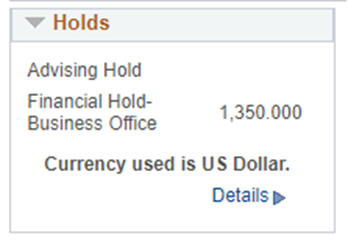 Holds
Advising Hold
Financial Hold-
Business Office 1,350.000
Currency used is US Dollar.
Details